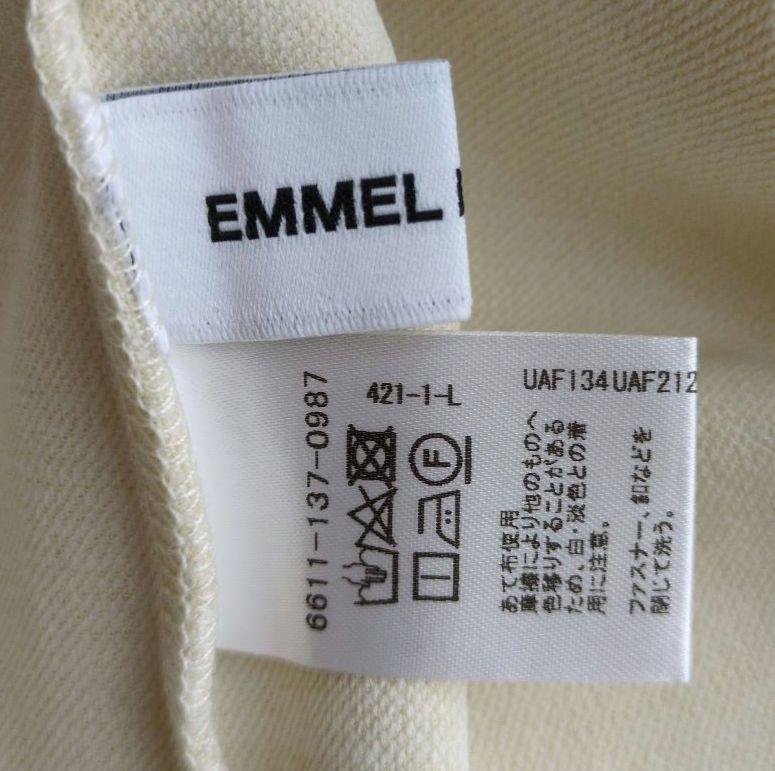 EMMEL
6611-137-0987
421-1-L
F
UAF134 UAF212
あて布使用
摩擦により他のものへ
色移りすることがある
ため、白・淡色との着
用に注意。
ファスナー、釦などを
閉じて洗う。